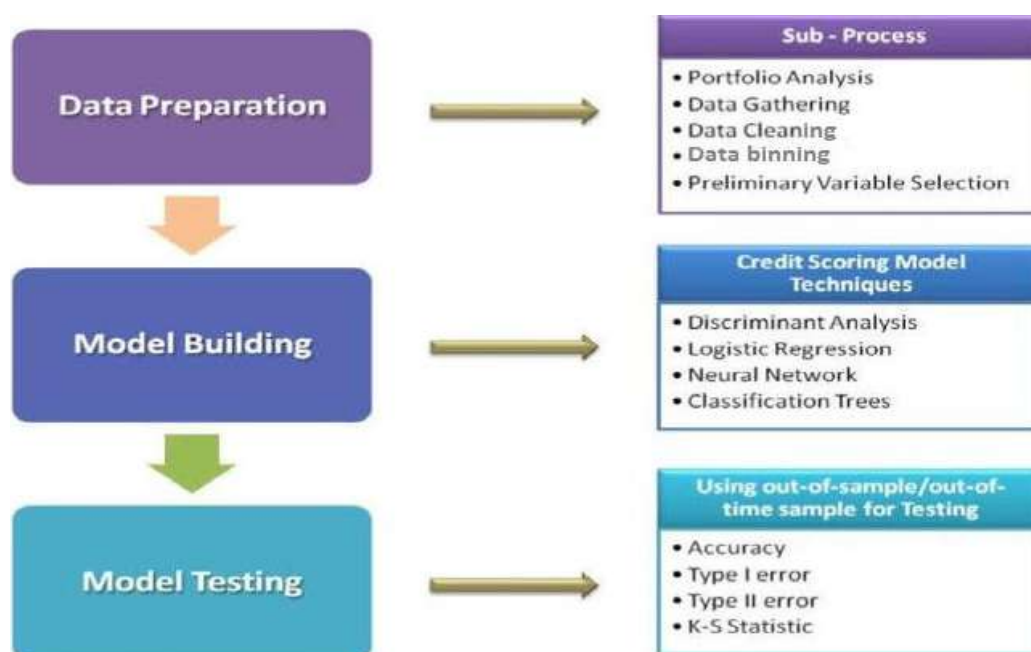 Data Preparation
Sub - Process
• Portfolio Analysis
• Data Gathering
• Data Cleaning
• Data binning
• Preliminary Variable Selection
Model Building
Credit Scoring Model
Techniques
• Discriminant Analysis
• Logistic Regression
• Neural Network
• Classification Trees
Model Testing
Using out-of-sample/out-of-
time sample for Testing
• Accuracy
• Type I error
• Type II error
• K-S Statistic